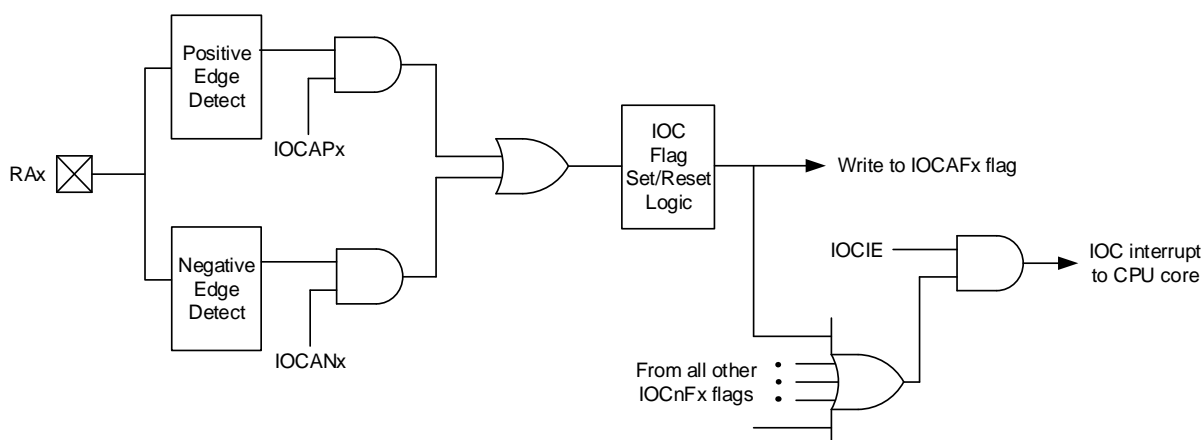 Positive
Edge
Detect
IOCAPx
RAx
Negative
Edge
Detect
IOCANx
IOC
Flag
Set/Reset
Logic
Write to IOCAFx flag
IOCIE
IOC interrupt
to CPU core
From all other
IOCnFx flags